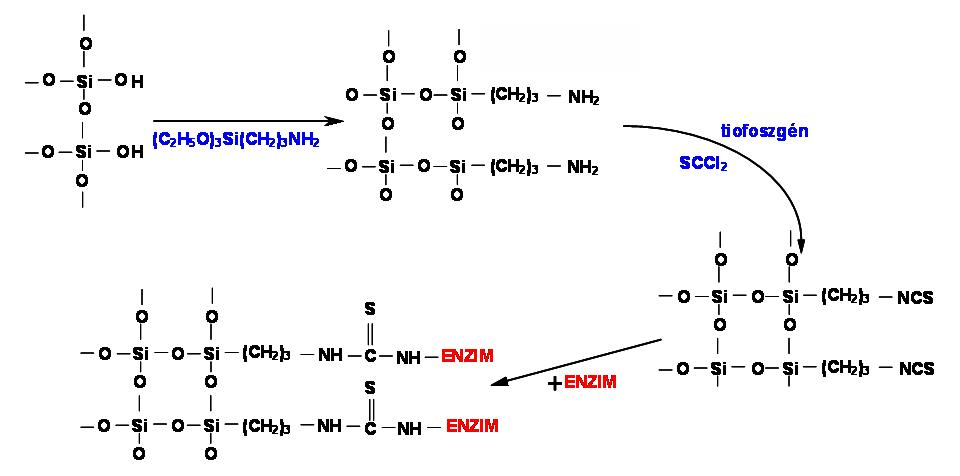 O
–O–Si–OH
O
–O–Si–OH
O
(C₂H₅O)₃Si(CH₂)₃NH₂
O O
O–Si–O–Si–(CH₂)₃–NH₂
O O
–O–Si–O–Si–(CH₂)₃–NH₂
O O
tiofoszgén
SCCl₂
O O
–O–Si–O–Si–(CH₂)₃–NCS
O O
–O–Si–O–Si–(CH₂)₃–NCS
+ENZIM
O O S
–O–Si–O–Si–(CH₂)₃–NH–C–NH–ENZIM
O O S
–O–Si–O–Si–(CH₂)₃–NH–C–NH–ENZIM
O O